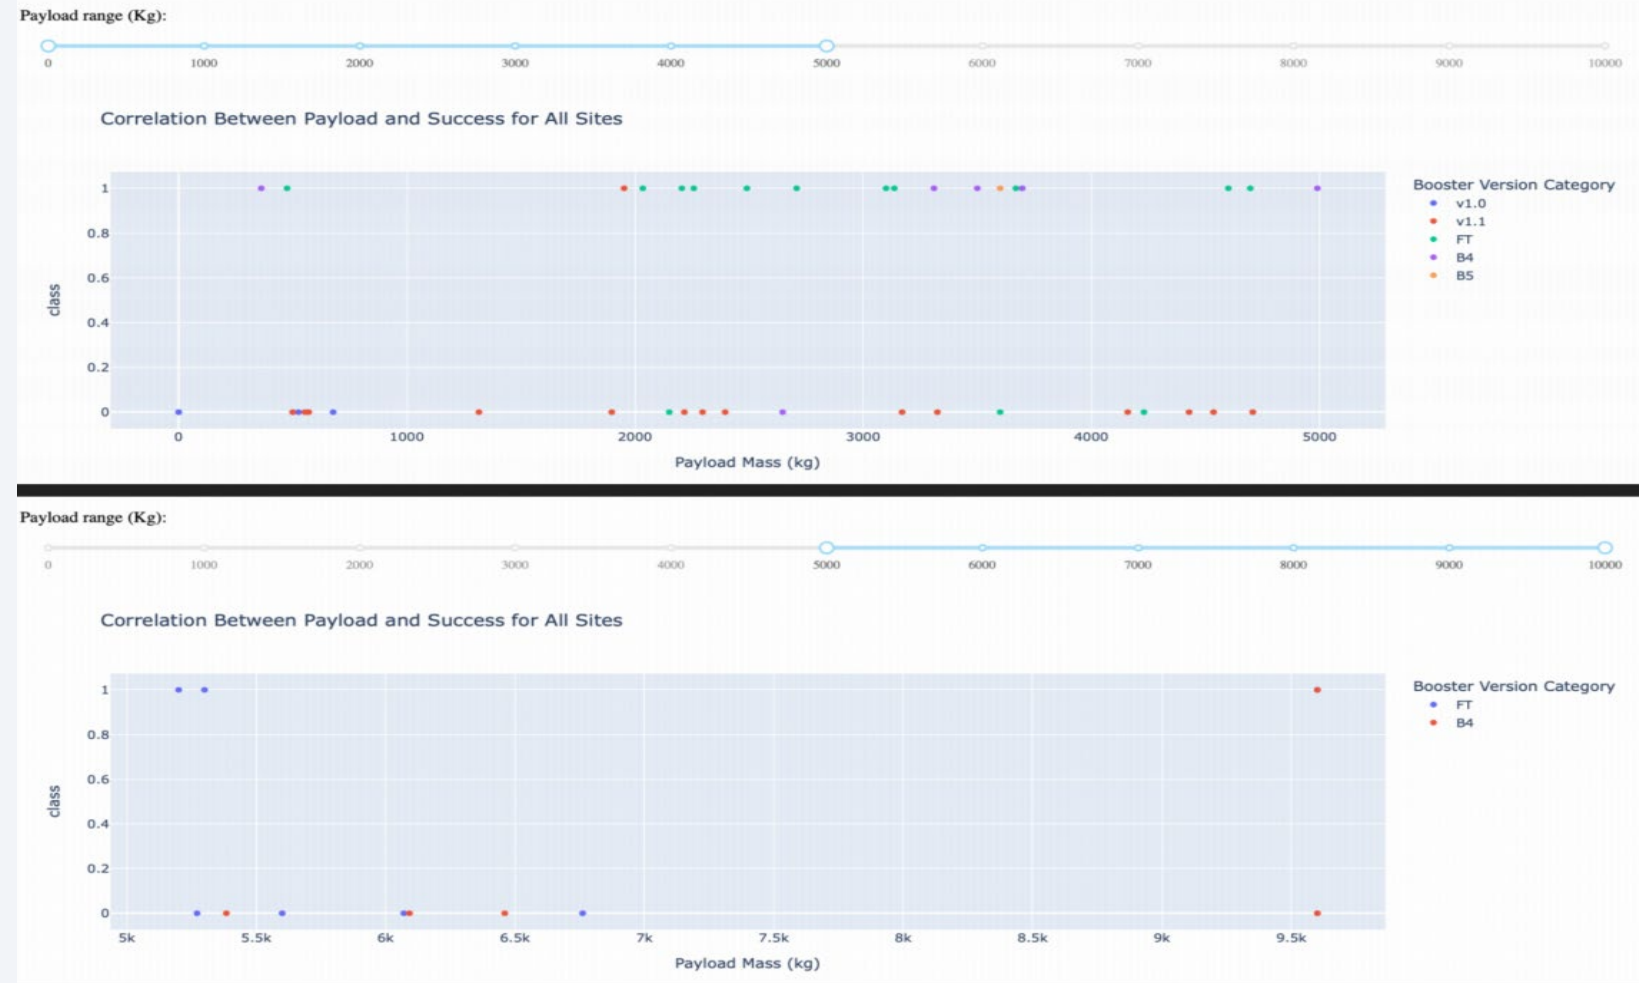 Payload range (Kg):
0 1000 2000 3000 4000 5000 6000 7000 8000 9000 10000
Correlation Between Payload and Success for All Sites
Booster Version Category
v1.0
v1.1
FT
B4
B5
1
0.8
0.6
0.4
0.2
0
class
0 1000 2000 3000 4000 5000
Payload Mass (kg)
Payload range (Kg):
0 1000 2000 3000 4000 5000 6000 7000 8000 9000 10000
Correlation Between Payload and Success for All Sites
Booster Version Category
FT
B4
1
0.8
0.6
0.4
0.2
0
class
5k 5.5k 6k 6.5k 7k 7.5k 8k 8.5k 9k 9.5k
Payload Mass (kg)